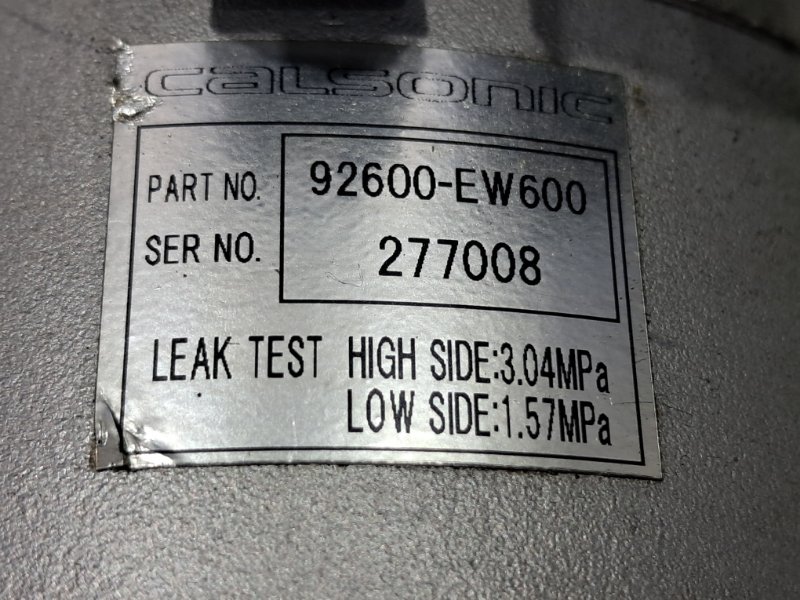 calsonic
PART NO. 92600-EW600
SER NO. 277008
LEAK TEST HIGH SIDE:3.04MPa
LOW SIDE:1.57MPa